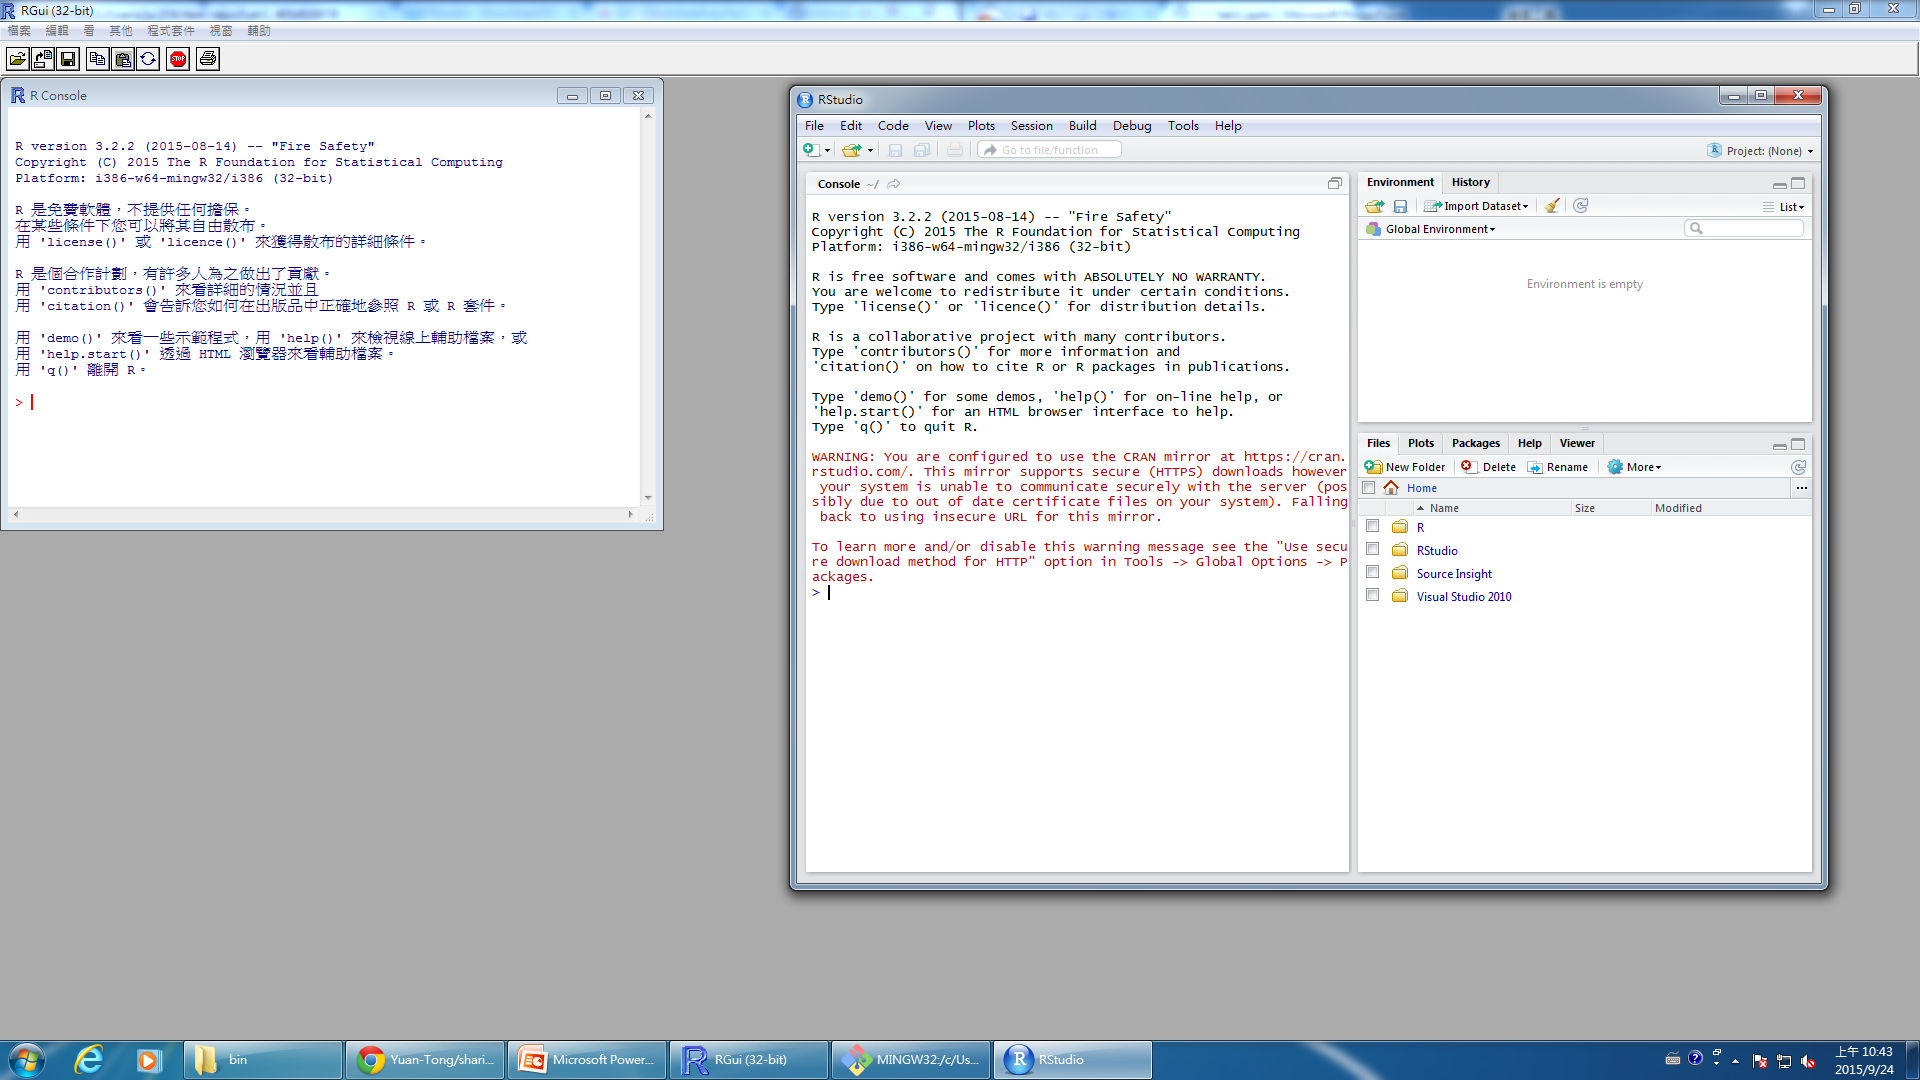 RGui (32-bit)
檔案 編輯 看 其他 程式套件 視窗 輔助
STOP
R Console
R version 3.2.2 (2015-08-14) -- "Fire Safety"
Copyright (C) 2015 The R Foundation for Statistical Computing
Platform: i386-w64-mingw32/i386 (32-bit)
R 是免費軟體，不提供任何擔保。
在某些條件下您可以將其自由散布。
用 'license()' 或 'licence()' 來獲得散布的詳細條件。
R 是個合作計劃，有許多人為之做出了貢獻。
用 'contributors()' 來看詳細的情況並且
用 'citation()' 會告訴您如何在出版品中正確地參照 R 或 R 套件。
用 'demo()' 來看一些示範程式，用 'help()' 來檢視線上輔助檔案，或
用 'help.start()' 透過 HTML 瀏覽器來看輔助檔案。
用 'q()' 離開 R。
>
RStudio
File Edit Code View Plots Session Build Debug Tools Help
Go to file/function
Project: (None)
Console ~/
R version 3.2.2 (2015-08-14) -- "Fire Safety"
Copyright (C) 2015 The R Foundation for Statistical Computing
Platform: i386-w64-mingw32/i386 (32-bit)
R is free software and comes with ABSOLUTELY NO WARRANTY.
You are welcome to redistribute it under certain conditions.
Type 'license()' or 'licence()' for distribution details.
R is a collaborative project with many contributors.
Type 'contributors()' for more information and
'citation()' on how to cite R or R packages in publications.
Type 'demo()' for some demos, 'help()' for on-line help, or
'help.start()' for an HTML browser interface to help.
Type 'q()' to quit R.
WARNING: You are configured to use the CRAN mirror at https://cran.
rstudio.com/. This mirror supports secure (HTTPS) downloads however
your system is unable to communicate securely with the server (pos
sibly due to out of date certificate files on your system). Falling
back to using insecure URL for this mirror.
To learn more and/or disable this warning message see the "Use secu
re download method for HTTP" option in Tools -> Global Options -> P
ackages.
>
Environment History
Import Dataset List
Global Environment
Environment is empty
Files Plots Packages Help Viewer
New Folder Delete Rename More
Home ...
Name Size Modified
R
RStudio
Source Insight
Visual Studio 2010
bin
Yuan-Tong/shari...
Microsoft Power...
RGui (32-bit)
MINGW32:/c/Us...
RStudio
上午 10:43
2015/9/24